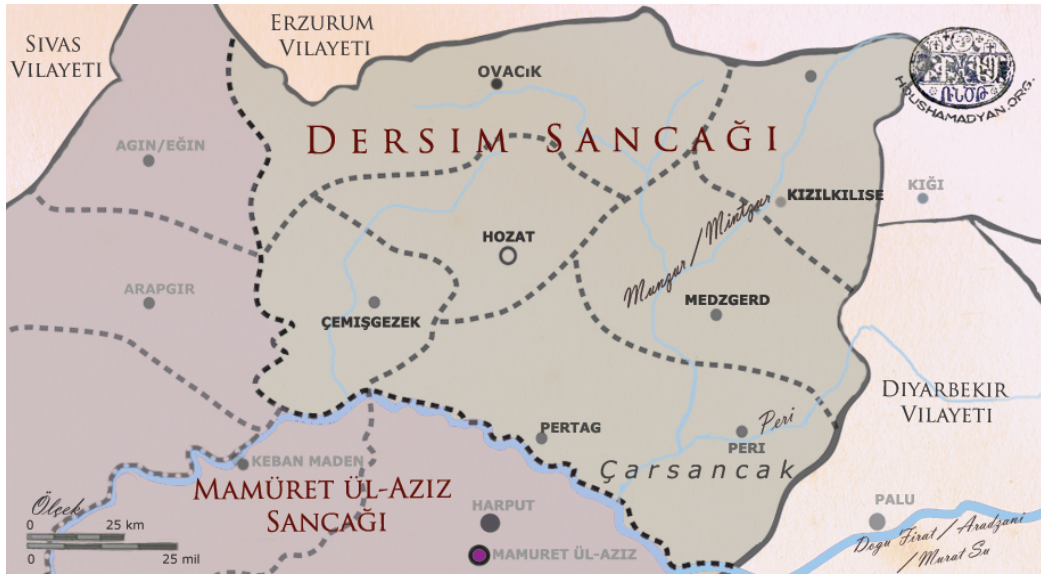 SIVAS
VILAYETI
ERZURUM
VILAYETI
OVACIK
HOUSHAMADYAN.ORG.
DERSIM SANCAĞI
AGIN/EĞIN
KIZILKILISE
KIĞI
HOZAT
Munzur / Mintzur
ARAPGIR
ÇEMIŞGEZEK
MEDZGERD
DIYARBEKIR
VILAYETI
PERTAG
Peri
PERI
Çarsancak
KEBAN MADEN
MAMÜRET ÜL-AZIZ
SANCAĞI
HARPUT
PALU
Ölçek
0 25 km
0 25 mil
MAMURET ÜL-AZIZ
Dogu Firat / Aradzani
/ Murat Su